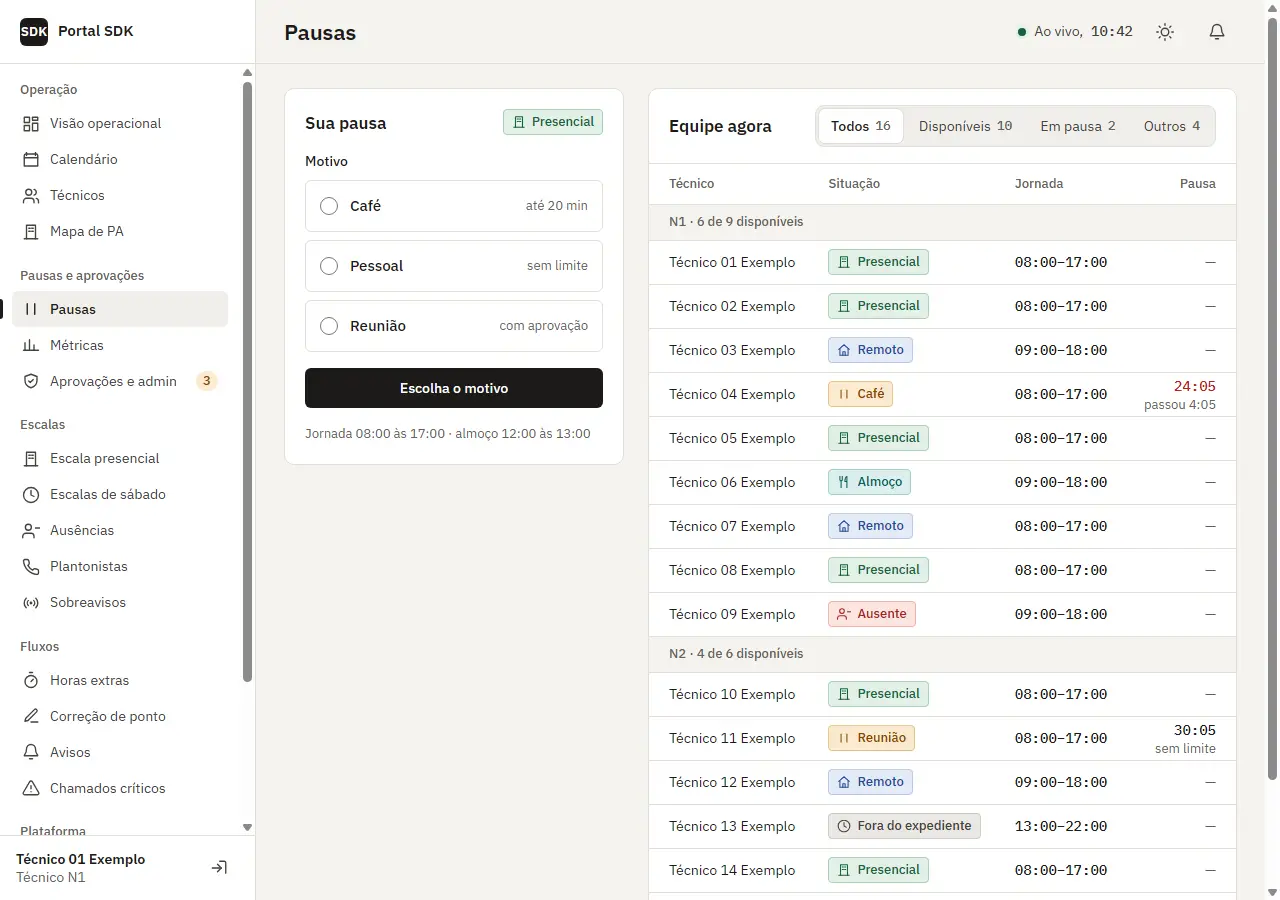 SDK Portal SDK
Operação
Visão operacional
Calendário
Técnicos
Mapa de PA
Pausas e aprovações
Pausas
Métricas
Aprovações e admin 3
Escalas
Escala presencial
Escalas de sábado
Ausências
Plantonistas
Sobreavisos
Fluxos
Horas extras
Correção de ponto
Avisos
Chamados críticos
Plataforma
Técnico 01 Exemplo
Técnico N1
Pausas
Ao vivo, 10:42
Sua pausa Presencial
Motivo
Café até 20 min
Pessoal sem limite
Reunião com aprovação
Escolha o motivo
Jornada 08:00 às 17:00 · almoço 12:00 às 13:00
Equipe agora Todos 16 Disponíveis 10 Em pausa 2 Outros 4
Técnico Situação Jornada Pausa
N1 · 6 de 9 disponíveis
Técnico 01 Exemplo Presencial 08:00–17:00 —
Técnico 02 Exemplo Presencial 08:00–17:00 —
Técnico 03 Exemplo Remoto 09:00–18:00 —
Técnico 04 Exemplo Café 08:00–17:00 24:05
passou 4:05
Técnico 05 Exemplo Presencial 08:00–17:00 —
Técnico 06 Exemplo Almoço 09:00–18:00 —
Técnico 07 Exemplo Remoto 08:00–17:00 —
Técnico 08 Exemplo Presencial 08:00–17:00 —
Técnico 09 Exemplo Ausente 09:00–18:00 —
N2 · 4 de 6 disponíveis
Técnico 10 Exemplo Presencial 08:00–17:00 —
Técnico 11 Exemplo Reunião 08:00–17:00 30:05
sem limite
Técnico 12 Exemplo Remoto 09:00–18:00 —
Técnico 13 Exemplo Fora do expediente 13:00–22:00 —
Técnico 14 Exemplo Presencial 08:00–17:00 —